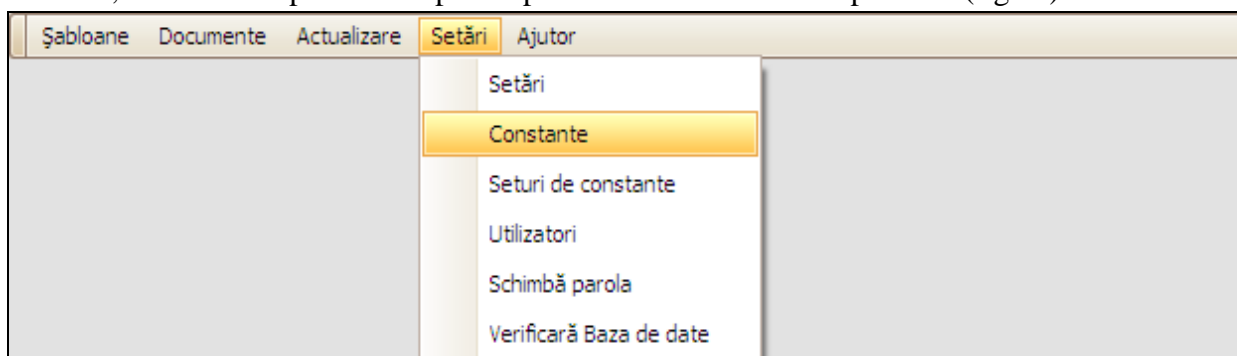 Şabloane Documente Actualizare Setări Ajutor
Setări
Constante
Seturi de constante
Utilizatori
Schimbă parola
Verificară Baza de date